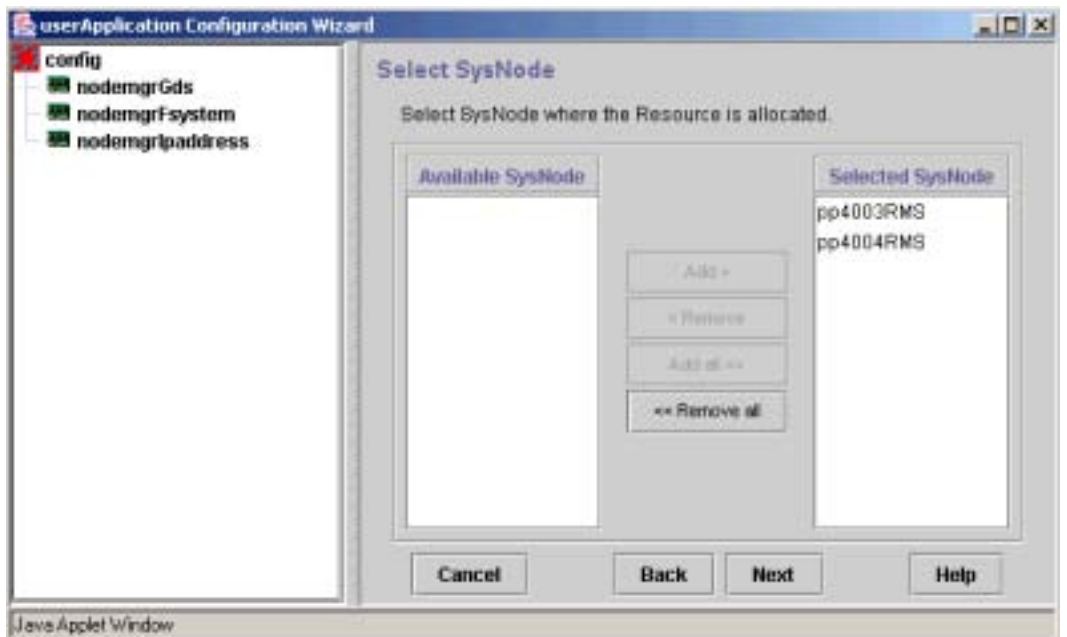 userApplication Configuration Wizard
config
nodemgrGds
nodemgrFsystem
nodemgrIpaddress
Select SysNode
Select SysNode where the Resource is allocated.
Available SysNode
Selected SysNode
pp4003RMS
pp4004RMS
Add >
< Remove
Add all <<
<< Remove all
Cancel
Back
Next
Help
Java Applet Window